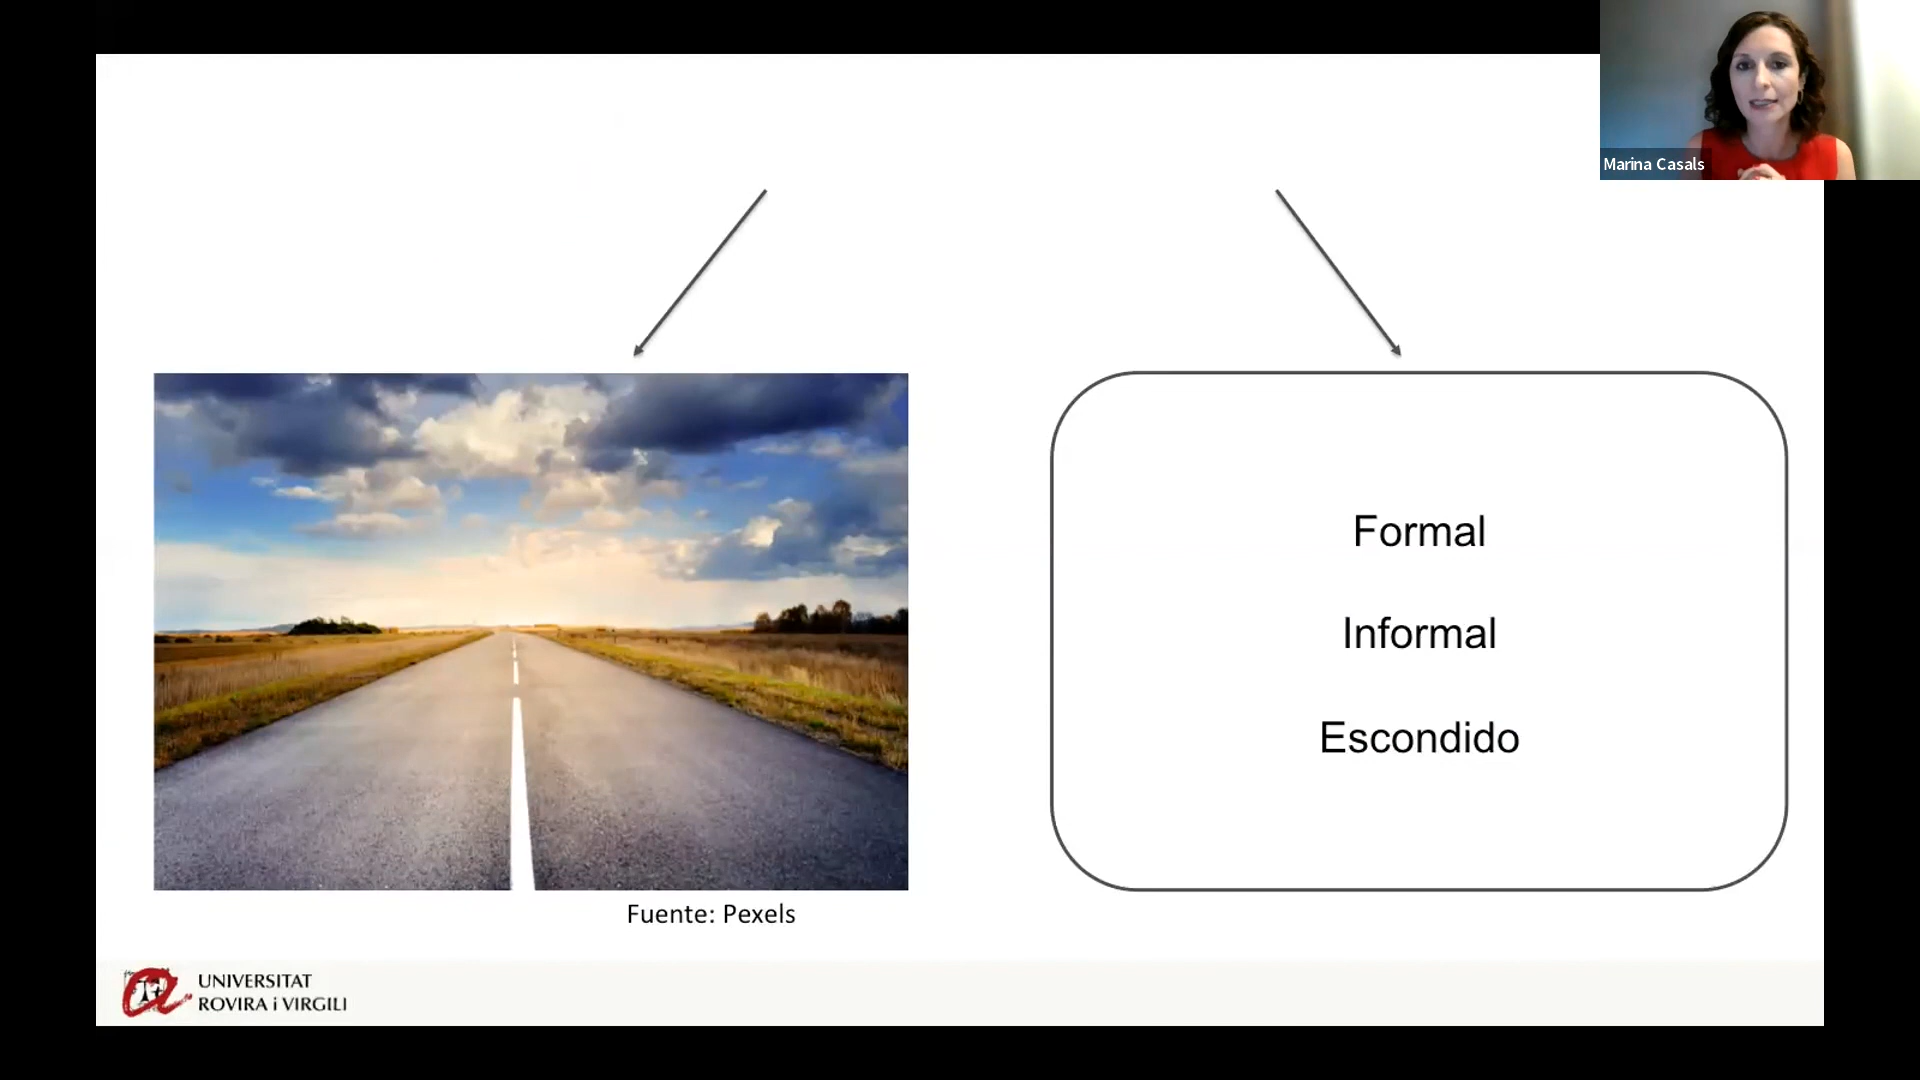 Marina Casals
Formal
Informal
Escondido
Fuente: Pexels
UNIVERSITAT
ROVIRA i VIRGILI